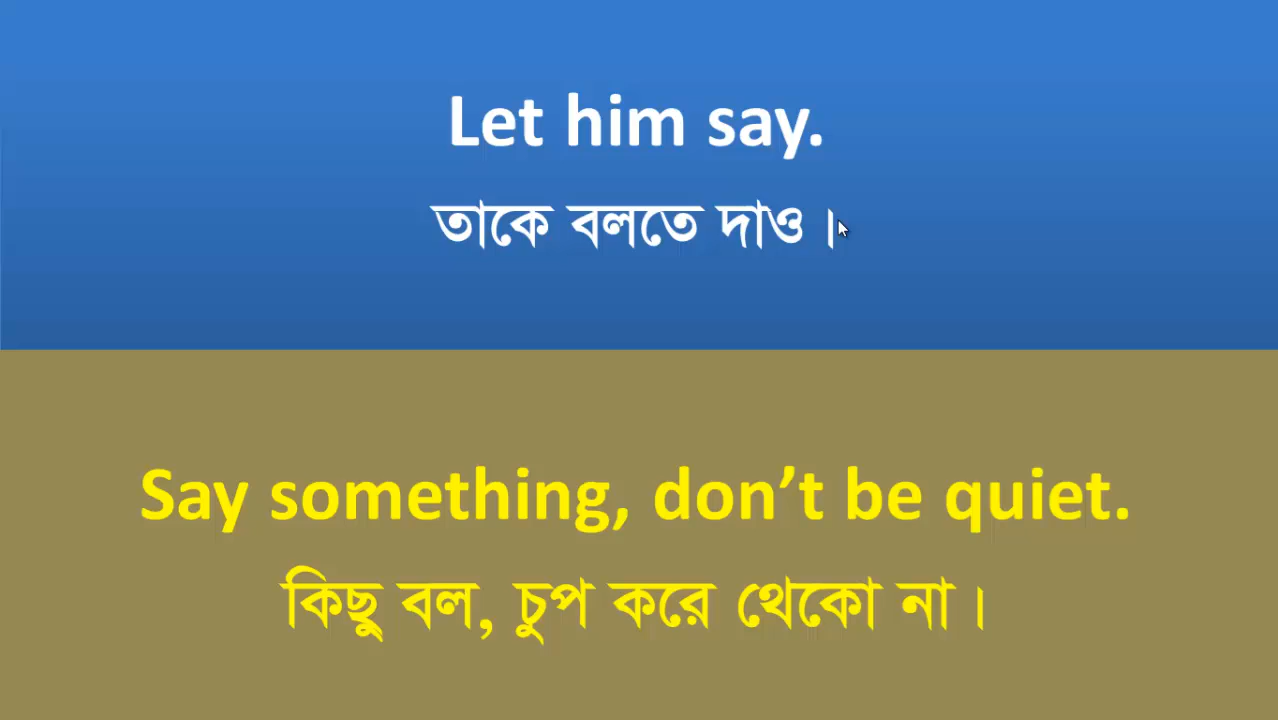 Let him say.
তাকে বলতে দাও।
Say something, don’t be quiet.
কিছু বল, চুপ করে থেকো না।